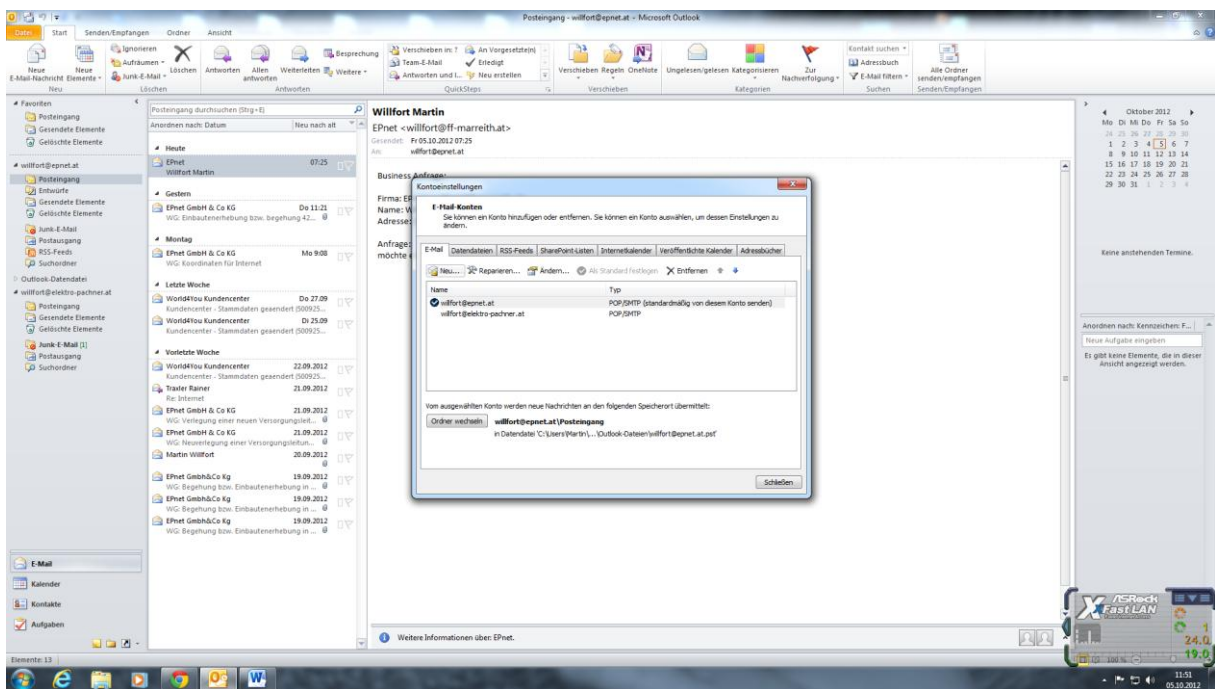 Posteingang - willfort@epnet.at - Microsoft Outlook
Datei Start Senden/Empfangen Ordner Ansicht
Neue E-Mail-Nachricht
Neue Elemente
Neu
Ignorieren
Aufräumen
Junk-E-Mail
Löschen
Löschen
Antworten
Allen antworten
Weiterleiten
Besprechung
Weitere
Antworten
Verschieben in: ?
Team-E-Mail
Antworten und l...
An Vorgesetzte(n)
Erledigt
Neu erstellen
QuickSteps
Verschieben
Regeln
OneNote
Verschieben
Ungelesen/gelesen
Kategorisieren
Zur Nachverfolgung
Kategorien
Kontakt suchen
Adressbuch
E-Mail filtern
Suchen
Alle Ordner senden/empfangen
Senden/Empfangen
Favoriten
Posteingang
Gesendete Elemente
Gelöschte Elemente
willfort@epnet.at
Posteingang
Entwürfe
Gesendete Elemente
Gelöschte Elemente
Junk-E-Mail
Postausgang
RSS-Feeds
Suchordner
Outlook-Datendatei
willfort@elektro-pachner.at
Posteingang
Gesendete Elemente
Gelöschte Elemente
Junk-E-Mail [1]
Postausgang
Suchordner
E-Mail
Kalender
Kontakte
Aufgaben
Elemente: 13
Posteingang durchsuchen (Strg+E)
Anordnen nach: Datum Neu nach alt
Heute
EPnet 07:25
Willfort Martin
Gestern
EPnet GmbH & Co KG Do 11:21
WG: Einbautenerhebung bzw. begehung 42...
Montag
EPnet GmbH & Co KG Mo 9:08
WG: Koordinaten für Internet
Letzte Woche
World4You Kundencenter Do 27.09
Kundencenter - Stammdaten geaendert (500925...
World4You Kundencenter Di 25.09
Kundencenter - Stammdaten geaendert (500925...
Vorletzte Woche
World4You Kundencenter 22.09.2012
Kundencenter - Stammdaten geaendert (500925...
Traxler Rainer 21.09.2012
Re: Internet
EPnet GmbH & Co KG 21.09.2012
WG: Verlegung einer neuen Versorgungsleit...
EPnet GmbH & Co KG 21.09.2012
WG: Neuverlegung einer Versorgungsleitun...
Martin Willfort 20.09.2012
EPnet Gmbh&Co Kg 19.09.2012
WG: Begehung bzw. Einbautenerhebung in ...
EPnet Gmbh&Co Kg 19.09.2012
WG: Begehung bzw. Einbautenerhebung in ...
EPnet Gmbh&Co Kg 19.09.2012
WG: Begehung bzw. Einbautenerhebung in ...
Willfort Martin
EPnet <willfort@ff-marreith.at>
Gesendet: Fr 05.10.2012 07:25
An: willfort@epnet.at
Business Anfrage:
Firma: EP
Name: W
Adresse:
Anfrage:
möchte
Kontoeinstellungen
E-Mail-Konten
Sie können ein Konto hinzufügen oder entfernen. Sie können ein Konto auswählen, um dessen Einstellungen zu
ändern.
E-Mail Datendateien RSS-Feeds SharePoint-Listen Internetkalender Veröffentlichte Kalender Adressbücher
Neu... Reparieren... Ändern... Als Standard festlegen Entfernen
Name Typ
willfort@epnet.at POP/SMTP (standardmäßig von diesem Konto senden)
willfort@elektro-pachner.at POP/SMTP
Vom ausgewählten Konto werden neue Nachrichten an den folgenden Speicherort übermittelt:
Ordner wechseln willfort@epnet.at\Posteingang
in Datendatei 'C:\Users\Martin\...\Outlook-Dateien\willfort@epnet.at.pst'
Schließen
Weitere Informationen über: EPnet.
Oktober 2012
Mo Di Mi Do Fr Sa So
24 25 26 27 28 29 30
1 2 3 4 5 6 7
8 9 10 11 12 13 14
15 16 17 18 19 20 21
22 23 24 25 26 27 28
29 30 31 1 2 3 4
Keine anstehenden Termine.
Anordnen nach: Kennzeichen: F...
Neue Aufgabe eingeben
Es gibt keine Elemente, die in dieser
Ansicht angezeigt werden.
ASRock
XFast LAN
1
24.0
19.0
100 %
11:51
05.10.2012